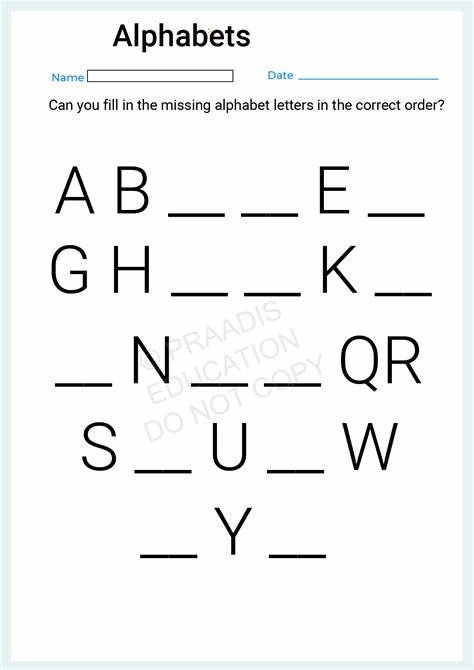 Alphabets
Name Date
Can you fill in the missing alphabet letters in the correct order?
A B __ __ E __
G H __ __ K __
__ N __ __ QR
S __ U __ W
__ Y __
© PRAADIS
EDUCATION
DO NOT COPY